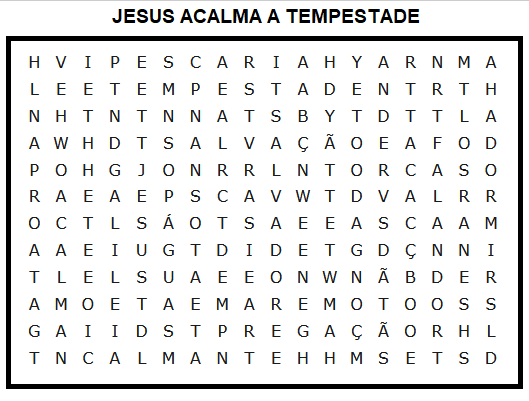 JESUS ACALMA A TEMPESTADE
H V I P E S C A R I A H Y A R N M A
L E E T E M P E S T A D E N T R T H
N H T N T N N A T S B Y T D T T L A
A W H D T S A L V A Ç Ã O E A F O D
P O H G J O N R R L N T O R C A S O
R A E A E P S C A V W T D V A L R R
O C T L S Á O T S A E E A S C A A M
A A E I U G T D I D E T G D Ç N N I
T L E L S U A E E O N W N Ã B D E R
A M O E T A E M A R E M O T O O S S
G A I I D S T P R E G A Ç Ã O R H L
T N C A L M A N T E H H M S E T S D